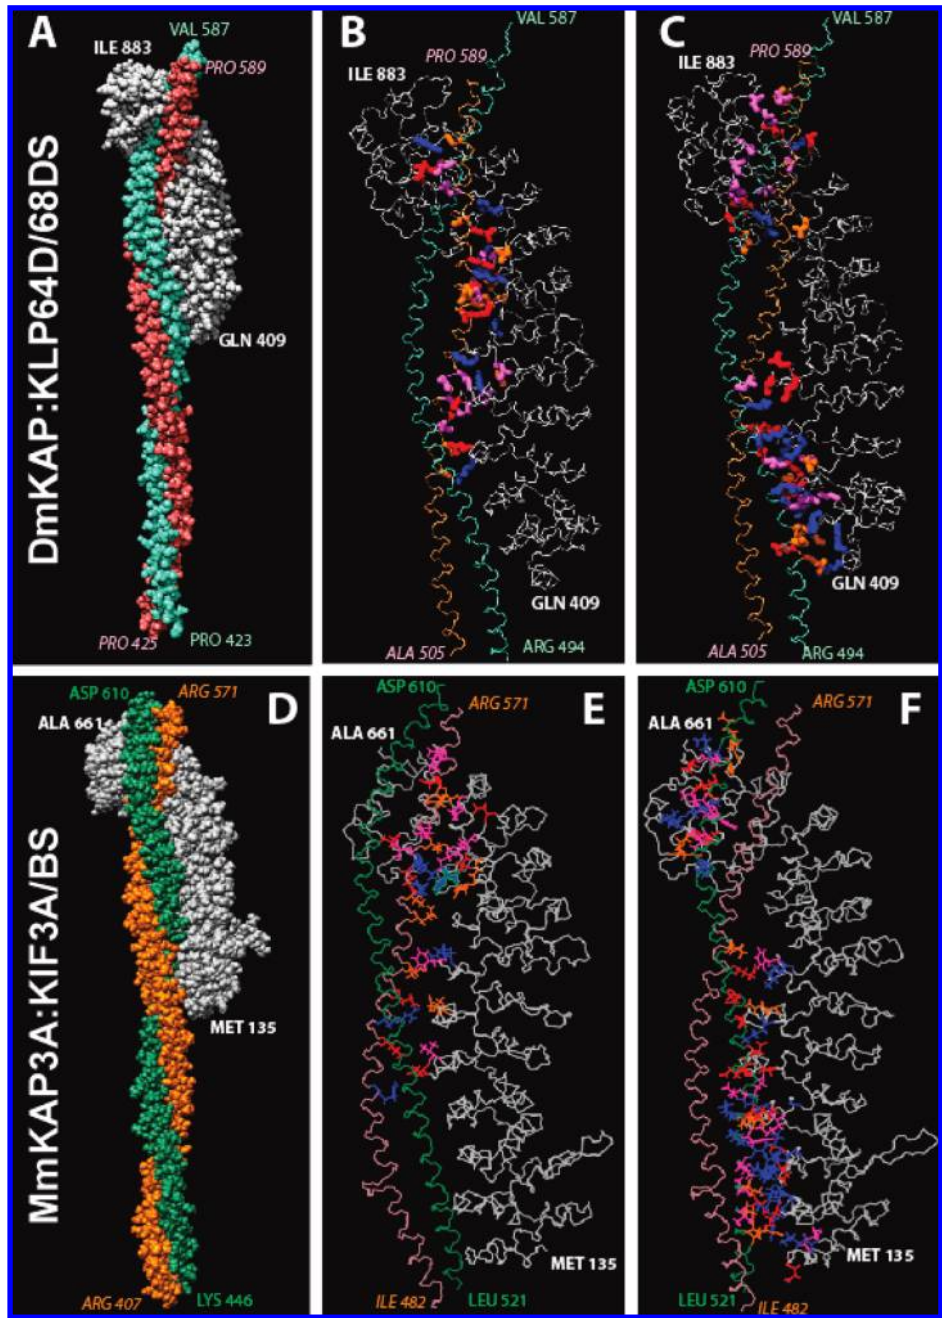 DmKAP:KLP64D/68DS
A
VAL 587
ILE 883
PRO 589
GLN 409
PRO 425
PRO 423
B
VAL 587
PRO 589
ILE 883
GLN 409
ALA 505
ARG 494
C
VAL 587
PRO 589
ILE 883
GLN 409
ALA 505
ARG 494
MmKAP3A:KIF3A/BS
D
ASP 610
ARG 571
ALA 661
MET 135
ARG 407
LYS 446
E
ASP 610
ARG 571
ALA 661
MET 135
ILE 482
LEU 521
F
ASP 610
ARG 571
ALA 661
MET 135
LEU 521
ILE 482